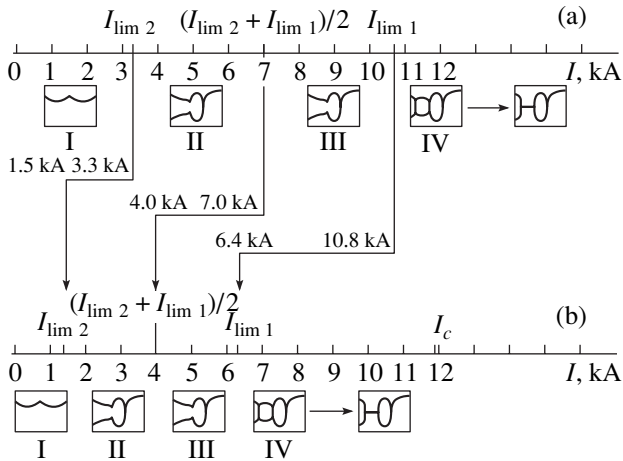 I_lim 2 (I_lim 2 + I_lim 1)/2 I_lim 1 (a)
0 1 2 3 4 5 6 7 8 9 10 11 12 I, kA
I II III IV
1.5 kA 3.3 kA
4.0 kA 7.0 kA
6.4 kA 10.8 kA
(I_lim 2 + I_lim 1)/2
I_lim 2 I_lim 1 I_c (b)
0 1 2 3 4 5 6 7 8 9 10 11 12 I, kA
I II III IV